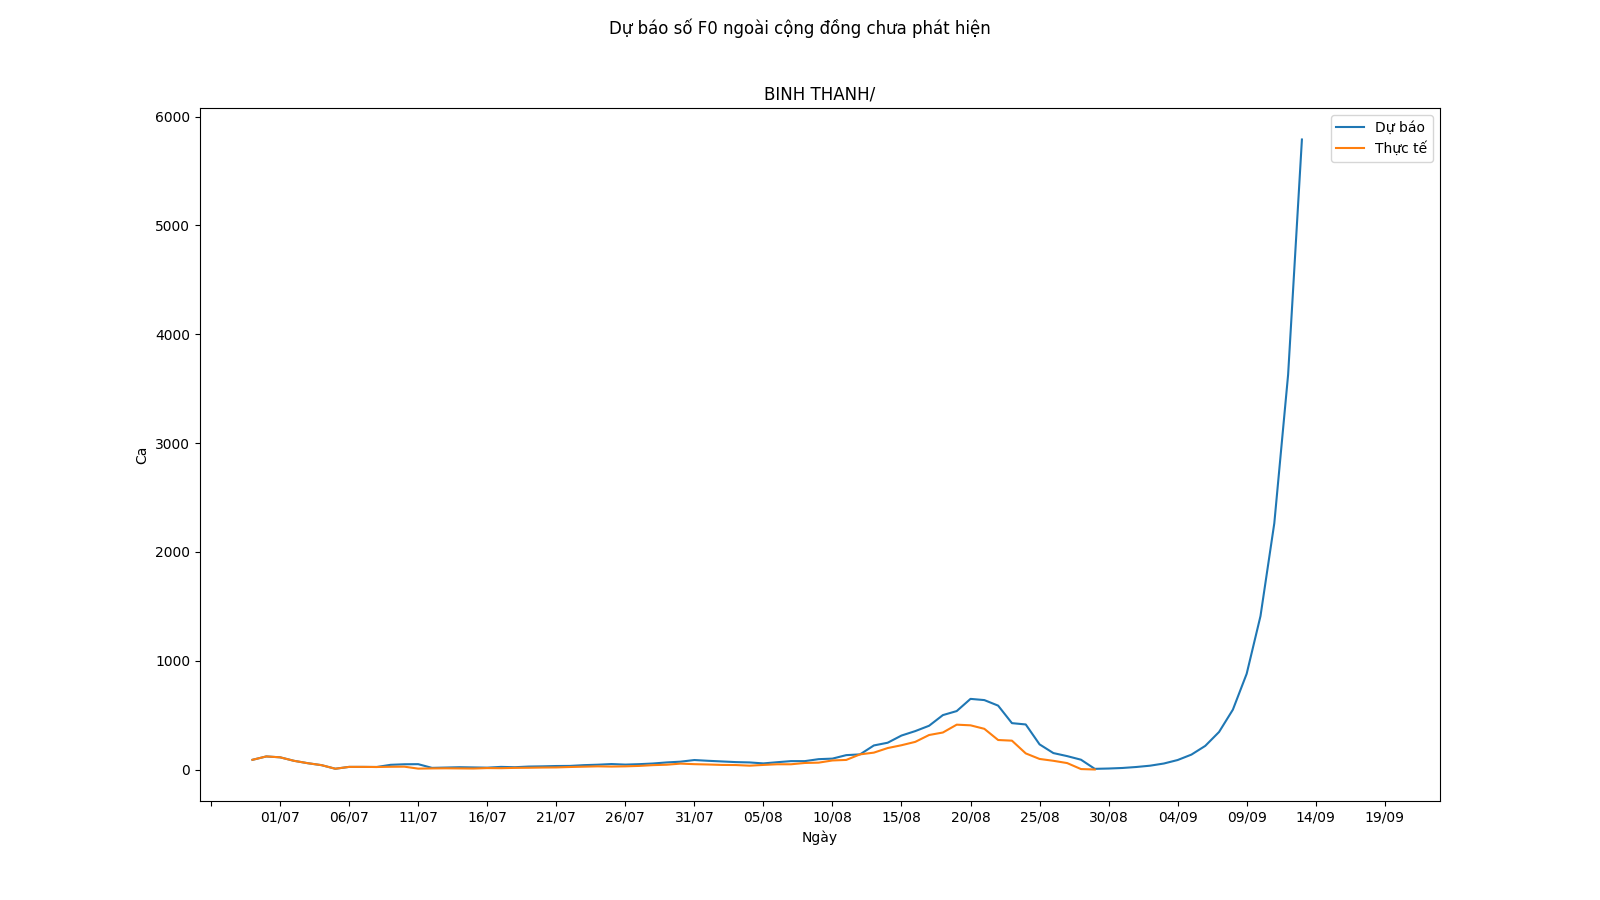 Dự báo số F0 ngoài cộng đồng chưa phát hiện
BINH THANH/
Dự báo
Thực tế
6000
5000
4000
3000
2000
1000
0
Ca
01/07 06/07 11/07 16/07 21/07 26/07 31/07 05/08 10/08 15/08 20/08 25/08 30/08 04/09 09/09 14/09 19/09
Ngày